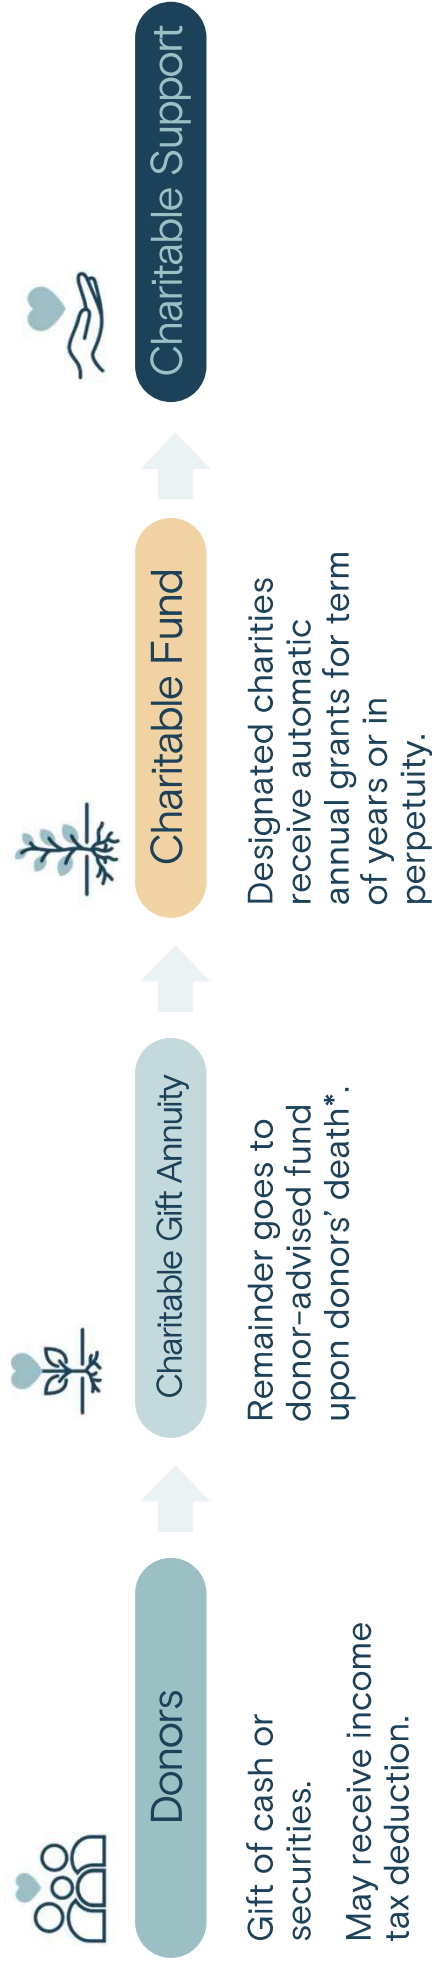 Donors
Gift of cash or
securities.
May receive income
tax deduction.
Charitable Gift Annuity
Remainder goes to
donor-advised fund
upon donors’ death*.
Charitable Fund
Designated charities
receive automatic
annual grants for term
of years or in
perpetuity.
Charitable Support